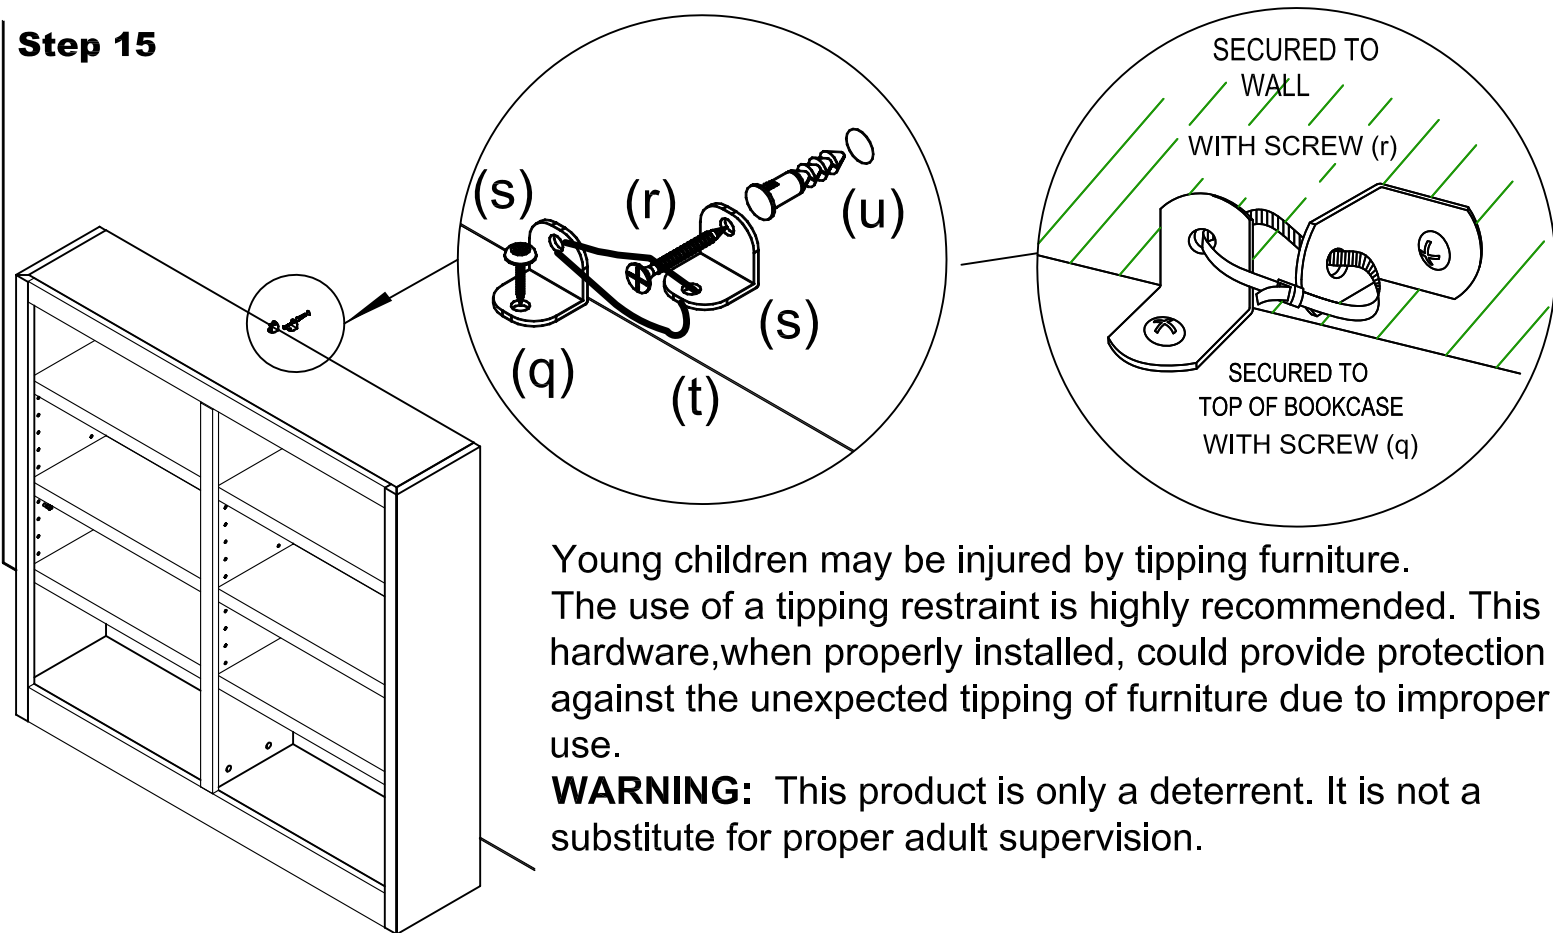 Step 15
(s)
(r)
(u)
(q)
(t)
(s)
SECURED TO
WALL
WITH SCREW (r)
SECURED TO
TOP OF BOOKCASE
WITH SCREW (q)
Young children may be injured by tipping furniture.
The use of a tipping restraint is highly recommended. This
hardware,when properly installed, could provide protection
against the unexpected tipping of furniture due to improper
use.
WARNING: This product is only a deterrent. It is not a
substitute for proper adult supervision.